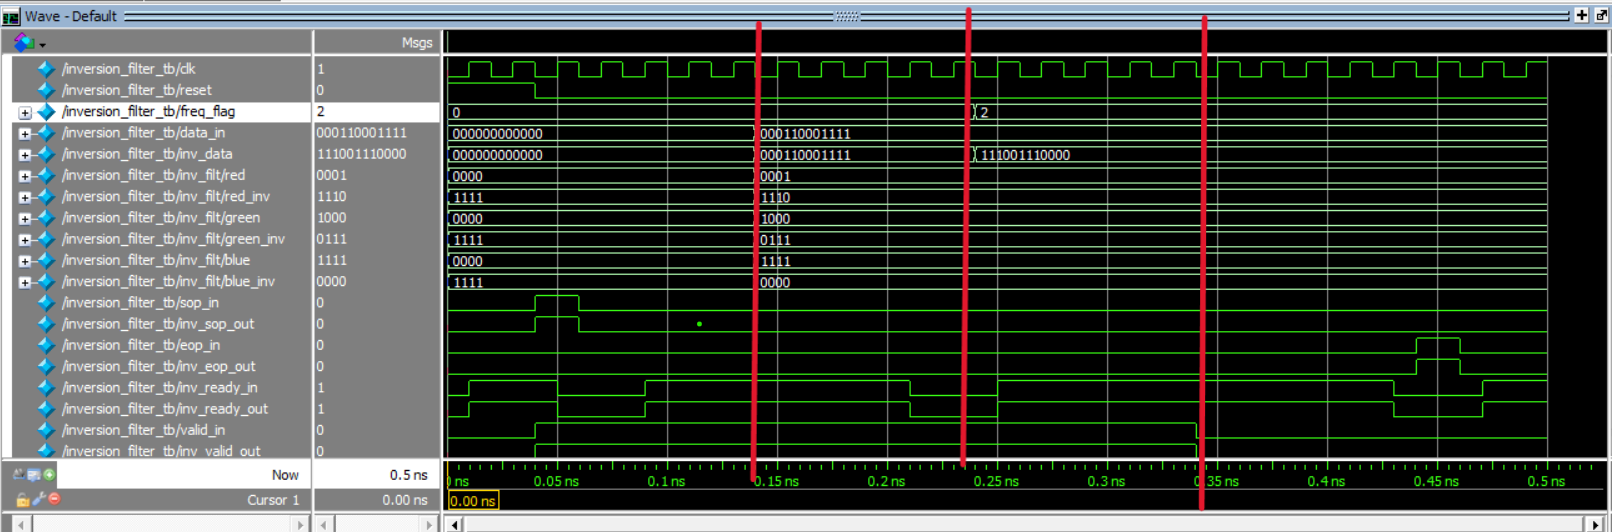 Wave - Default
Msgs
/inversion_filter_tb/clk 1
/inversion_filter_tb/reset 0
/inversion_filter_tb/freq_flag 2 0 2
/inversion_filter_tb/data_in 000110001111 000000000000 000110001111
/inversion_filter_tb/inv_data 111001110000 000000000000 000110001111 111001110000
/inversion_filter_tb/inv_filt/red 0001 0000 0001
/inversion_filter_tb/inv_filt/red_inv 1110 1111 1110
/inversion_filter_tb/inv_filt/green 1000 0000 1000
/inversion_filter_tb/inv_filt/green_inv 0111 1111 0111
/inversion_filter_tb/inv_filt/blue 1111 0000 1111
/inversion_filter_tb/inv_filt/blue_inv 0000 1111 0000
/inversion_filter_tb/sop_in 0
/inversion_filter_tb/inv_sop_out 0
/inversion_filter_tb/eop_in 0
/inversion_filter_tb/inv_eop_out 0
/inversion_filter_tb/inv_ready_in 1
/inversion_filter_tb/inv_ready_out 1
/inversion_filter_tb/valid_in 0
/inversion_filter_tb/inv_valid_out 0
Now 0.5 ns ns 0.05 ns 0.1 ns 0.15 ns 0.2 ns 0.25 ns 0.3 ns 0.35 ns 0.4 ns 0.45 ns 0.5 ns
Cursor 1 0.00 ns 0.00 ns